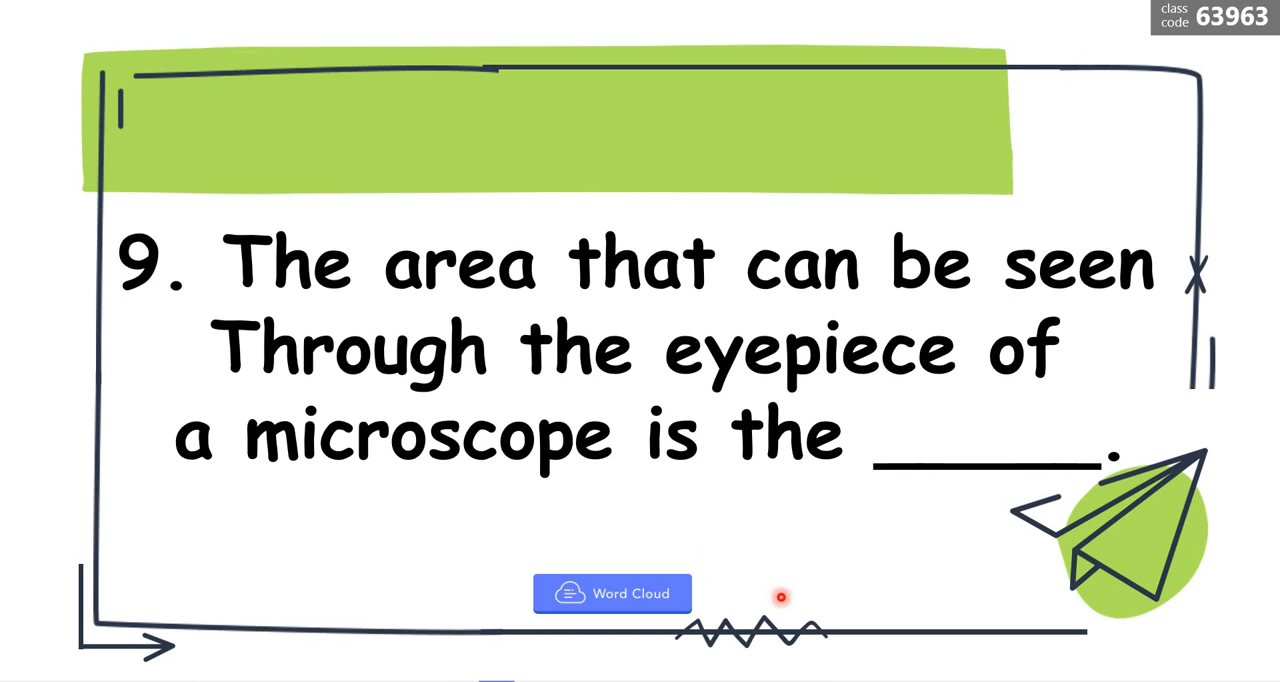 class
code 63963
9. The area that can be seen
Through the eyepiece of
a microscope is the ______.
Word Cloud